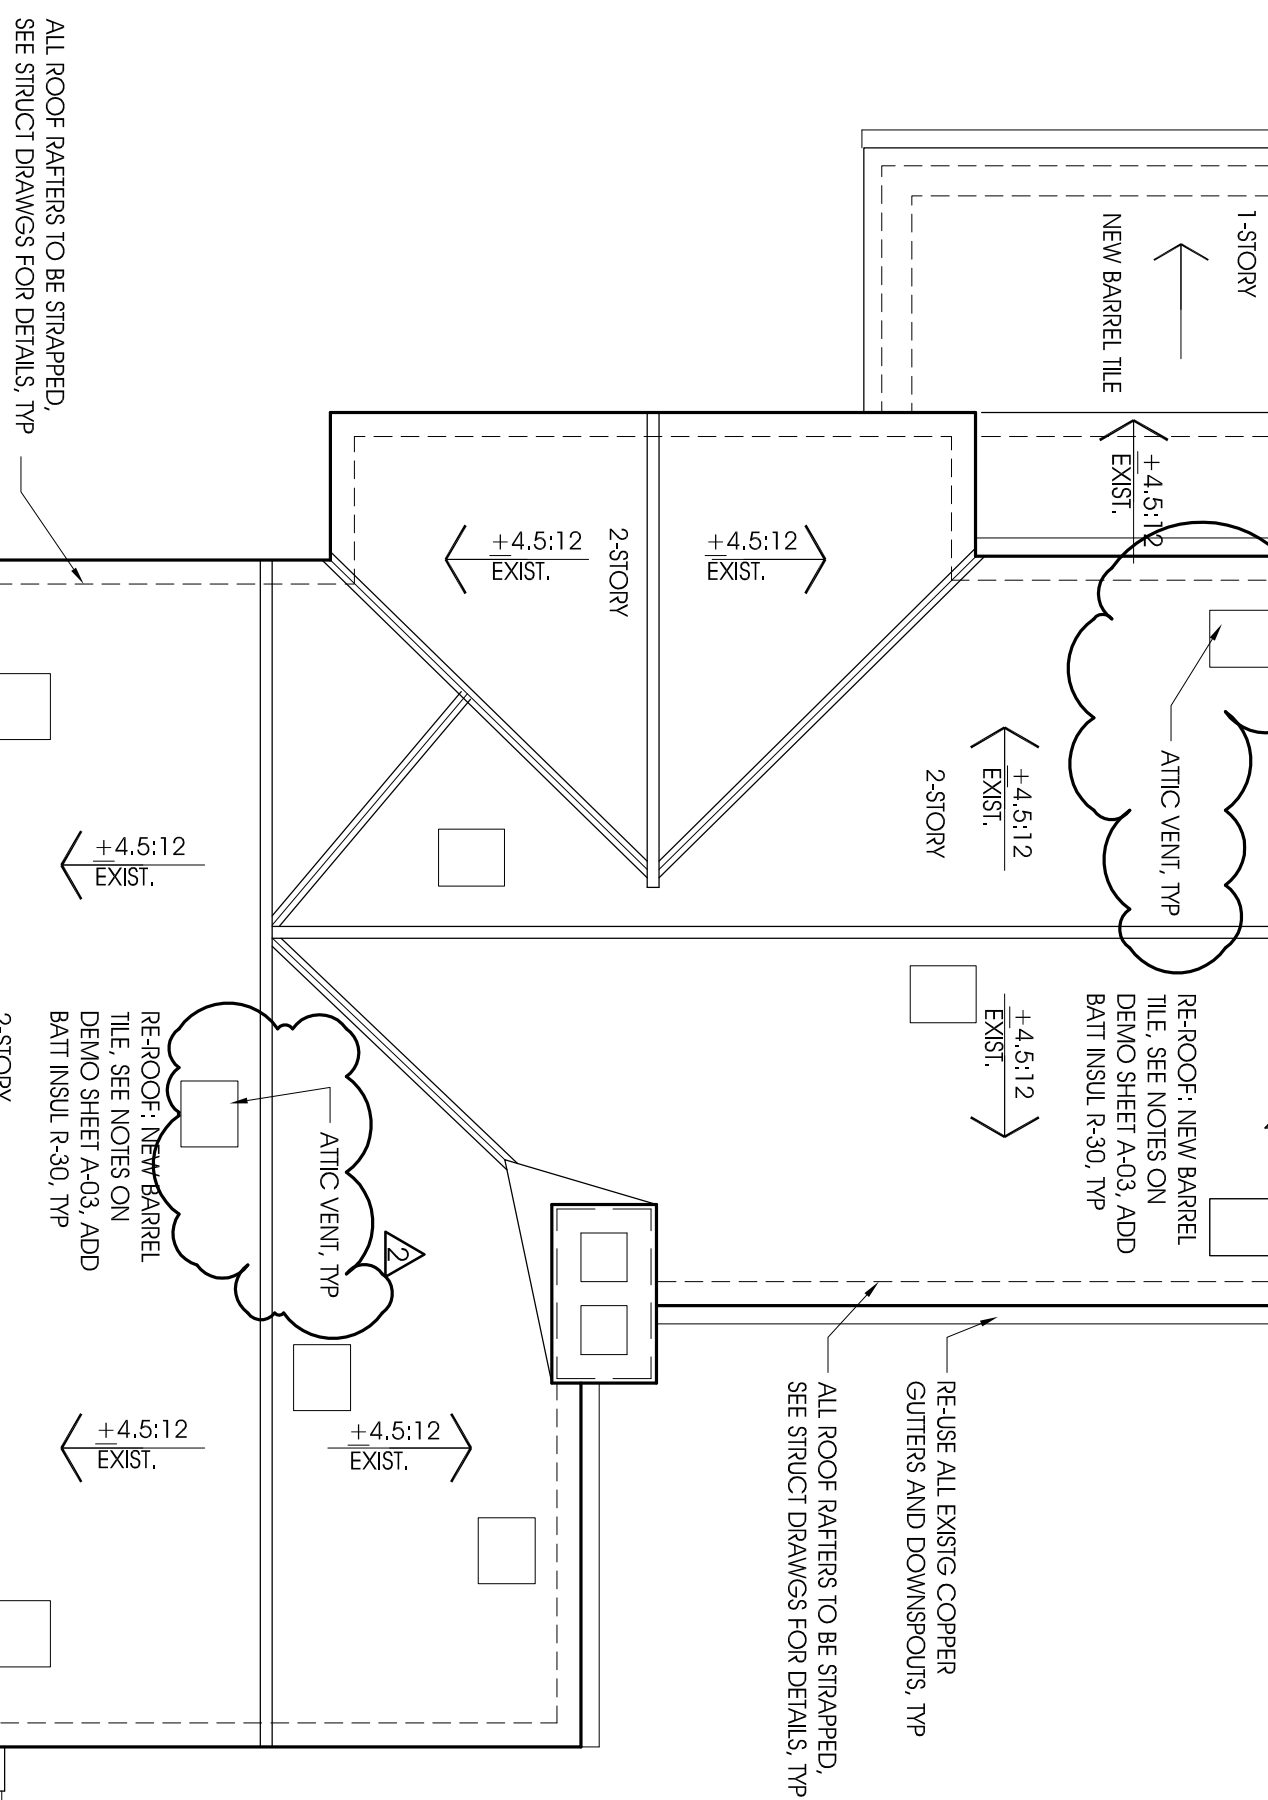 ALL ROOF RAFTERS TO BE STRAPPED,
SEE STRUCT DRAWGS FOR DETAILS, TYP
1-STORY
NEW BARREL TILE
+4.5:12
EXIST.
+4.5:12
EXIST.
2-STORY
+4.5:12
EXIST.
ATTIC VENT, TYP
+4.5:12
EXIST.
2-STORY
+4.5:12
EXIST.
RE-ROOF: NEW BARREL
TILE, SEE NOTES ON
DEMO SHEET A-03, ADD
BATT INSUL R-30, TYP
+4.5:12
EXIST.
RE-ROOF: NEW BARREL
TILE, SEE NOTES ON
DEMO SHEET A-03, ADD
BATT INSUL R-30, TYP
2-STORY
ATTIC VENT, TYP
2
+4.5:12
EXIST.
+4.5:12
EXIST.
RE-USE ALL EXISTG COPPER
GUTTERS AND DOWNSPOUTS, TYP
ALL ROOF RAFTERS TO BE STRAPPED,
SEE STRUCT DRAWGS FOR DETAILS, TYP